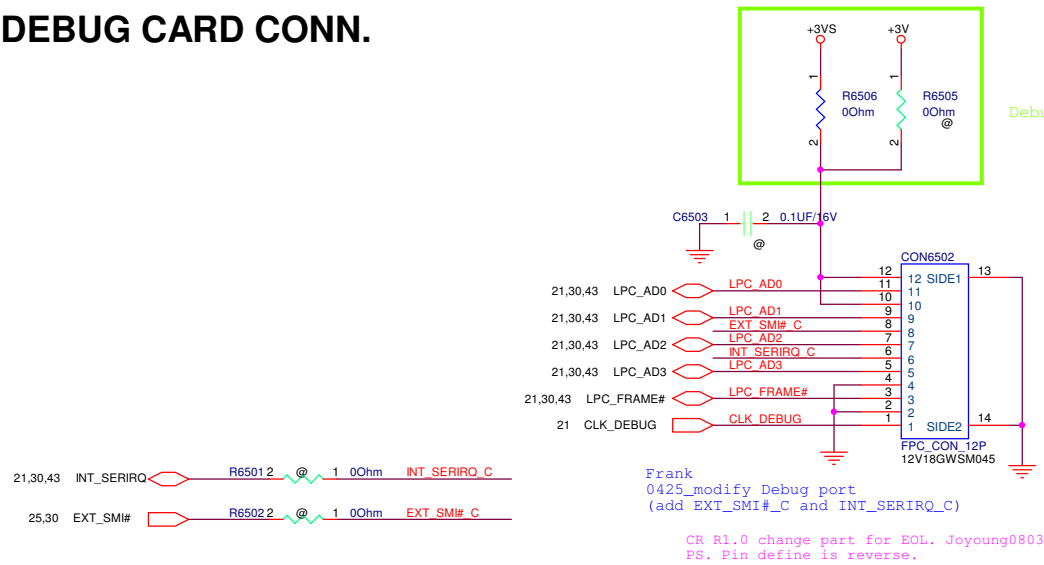 DEBUG CARD CONN.
+3VS
+3V
1
1
R6506
0Ohm
R6505
0Ohm
@
2
2
Debu
C6503 1 2 0.1UF/16V
@
CON6502
21,30,43 LPC_AD0 LPC_AD0
21,30,43 LPC_AD1 LPC_AD1
EXT_SMI#_C
21,30,43 LPC_AD2 LPC_AD2
INT_SERIRQ_C
21,30,43 LPC_AD3 LPC_AD3
21,30,43 LPC_FRAME# LPC_FRAME#
21 CLK_DEBUG CLK_DEBUG
12 12 SIDE1 13
11 11
10 10
9 9
8 8
7 7
6 6
5 5
4 4
3 3
2 2
1 1 SIDE2 14
FPC_CON_12P
12V18GWSM045
21,30,43 INT_SERIRQ R6501 2 @ 1 0Ohm INT_SERIRQ_C
25,30 EXT_SMI# R6502 2 @ 1 0Ohm EXT_SMI#_C
Frank
0425_modify Debug port
(add EXT_SMI#_C and INT_SERIRQ_C)
CR R1.0 change part for EOL. Joyoung0803
PS. Pin define is reverse.